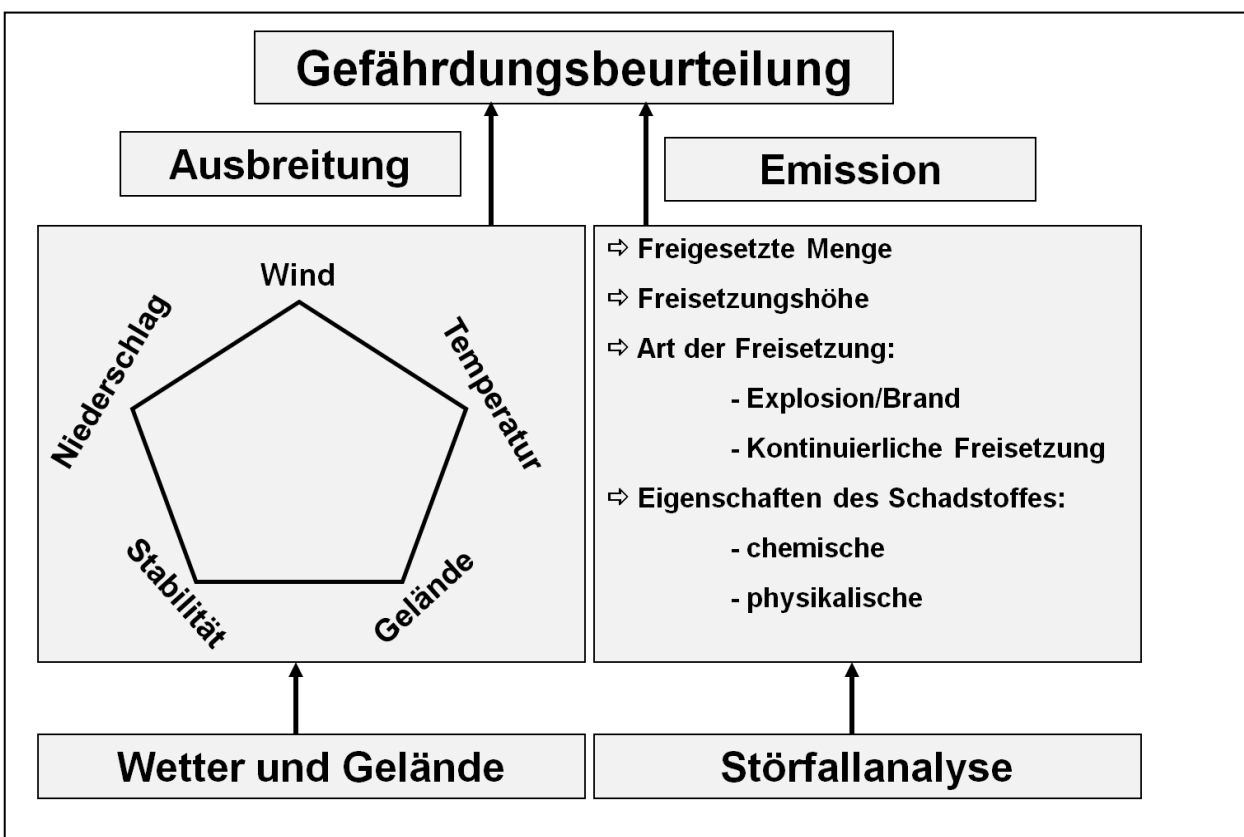 Gefährdungsbeurteilung
Ausbreitung
Emission
Wind
Niederschlag
Temperatur
Stabilität
Gelände
⇨ Freigesetzte Menge
⇨ Freisetzungshöhe
⇨ Art der Freisetzung:
- Explosion/Brand
- Kontinuierliche Freisetzung
⇨ Eigenschaften des Schadstoffes:
- chemische
- physikalische
Wetter und Gelände
Störfallanalyse